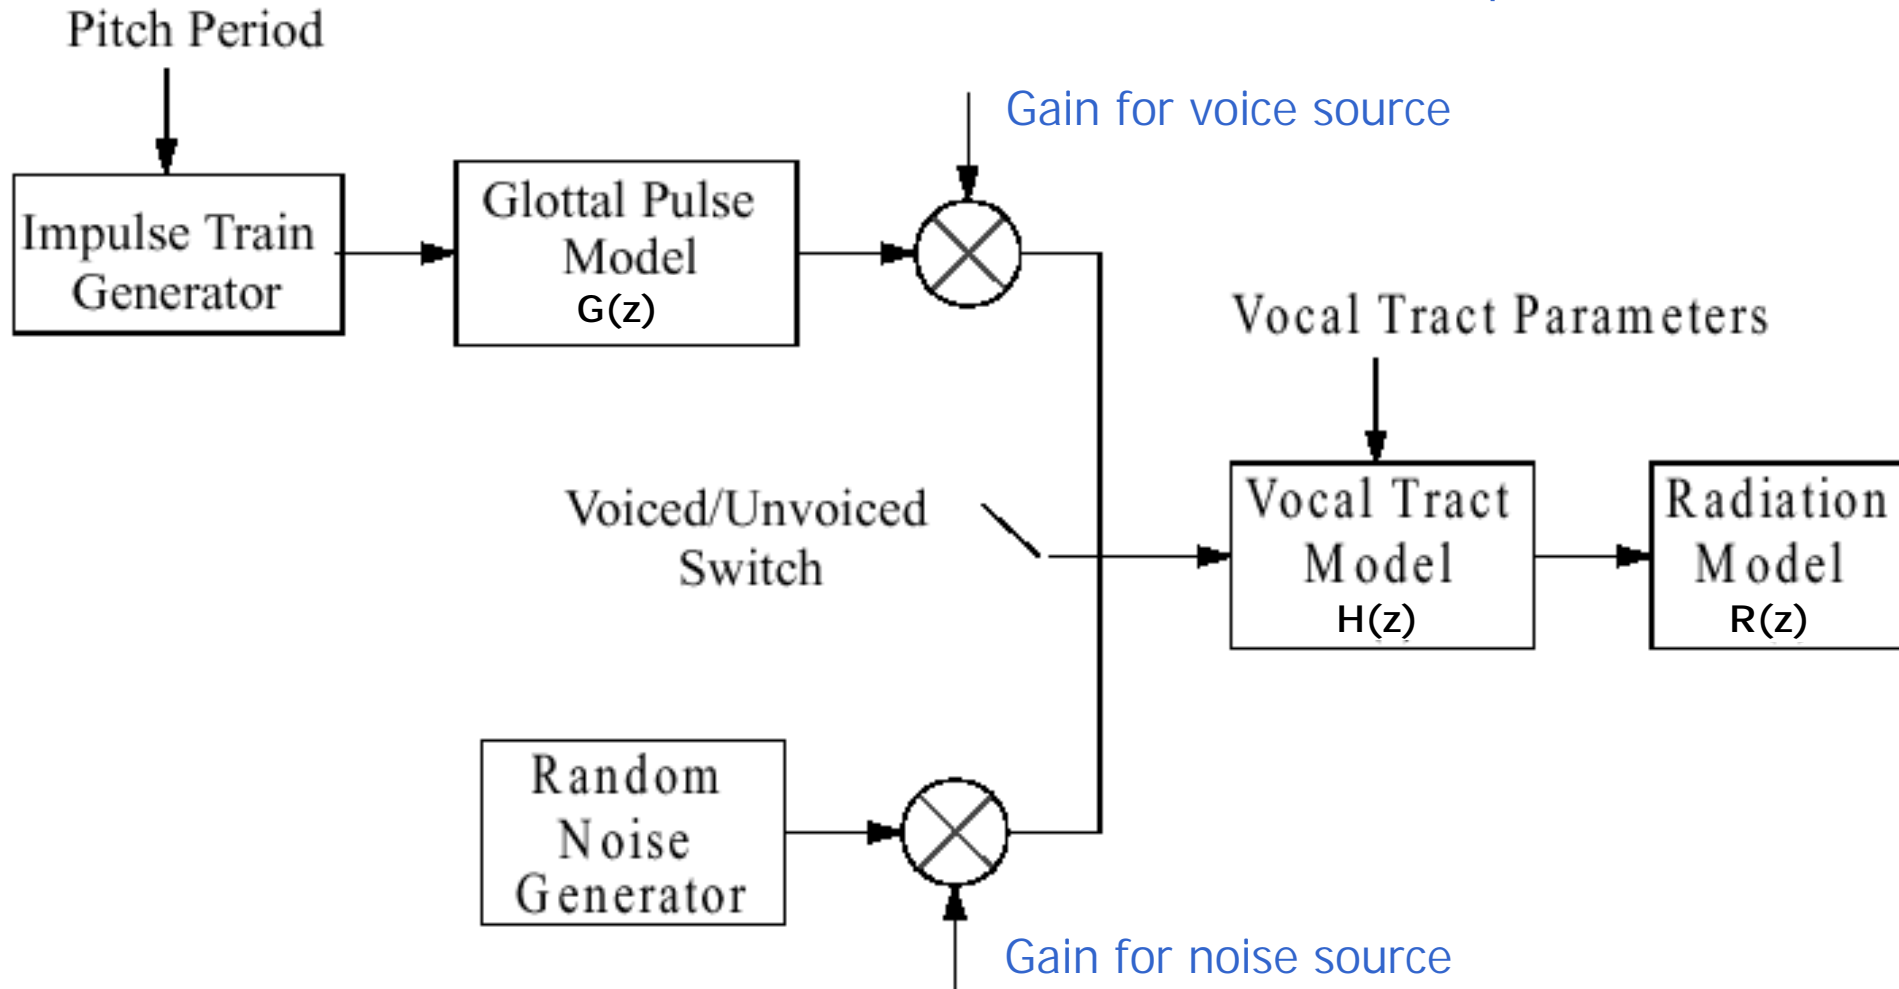 Pitch Period
Gain for voice source
Impulse Train
Generator
Glottal Pulse
Model
G(z)
Vocal Tract Parameters
Voiced/Unvoiced
Switch
Vocal Tract
Model
H(z)
Radiation
Model
R(z)
Random
Noise
Generator
Gain for noise source